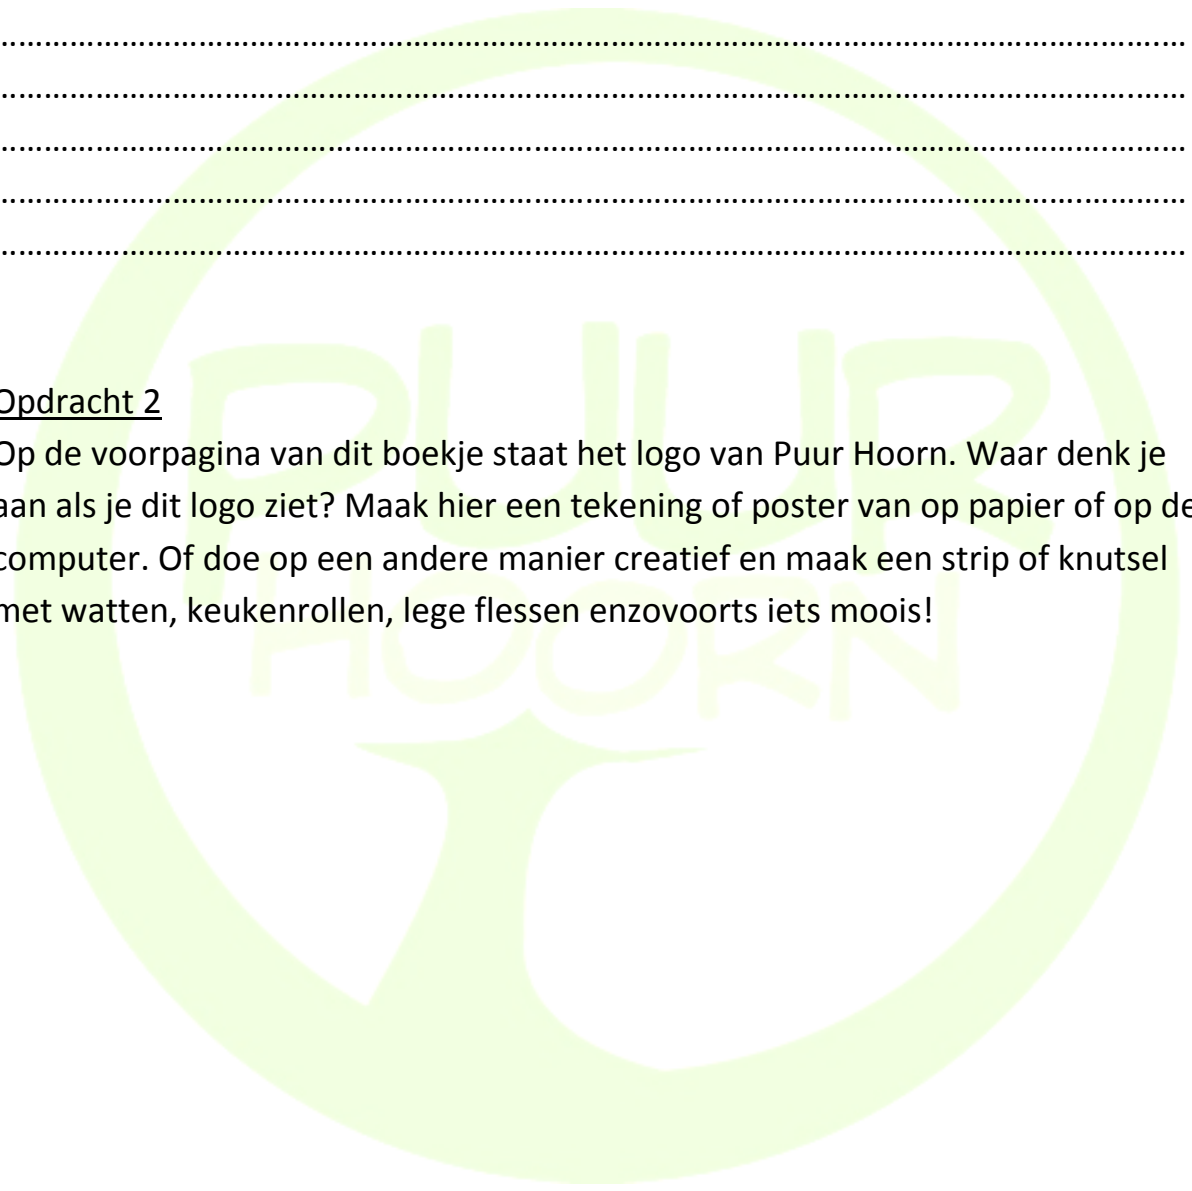 Opdracht 2
Op de voorpagina van dit boekje staat het logo van Puur Hoorn. Waar denk je
aan als je dit logo ziet? Maak hier een tekening of poster van op papier of op de
computer. Of doe op een andere manier creatief en maak een strip of knutsel
met watten, keukenrollen, lege flessen enzovoorts iets moois!
PUUR
HOORN